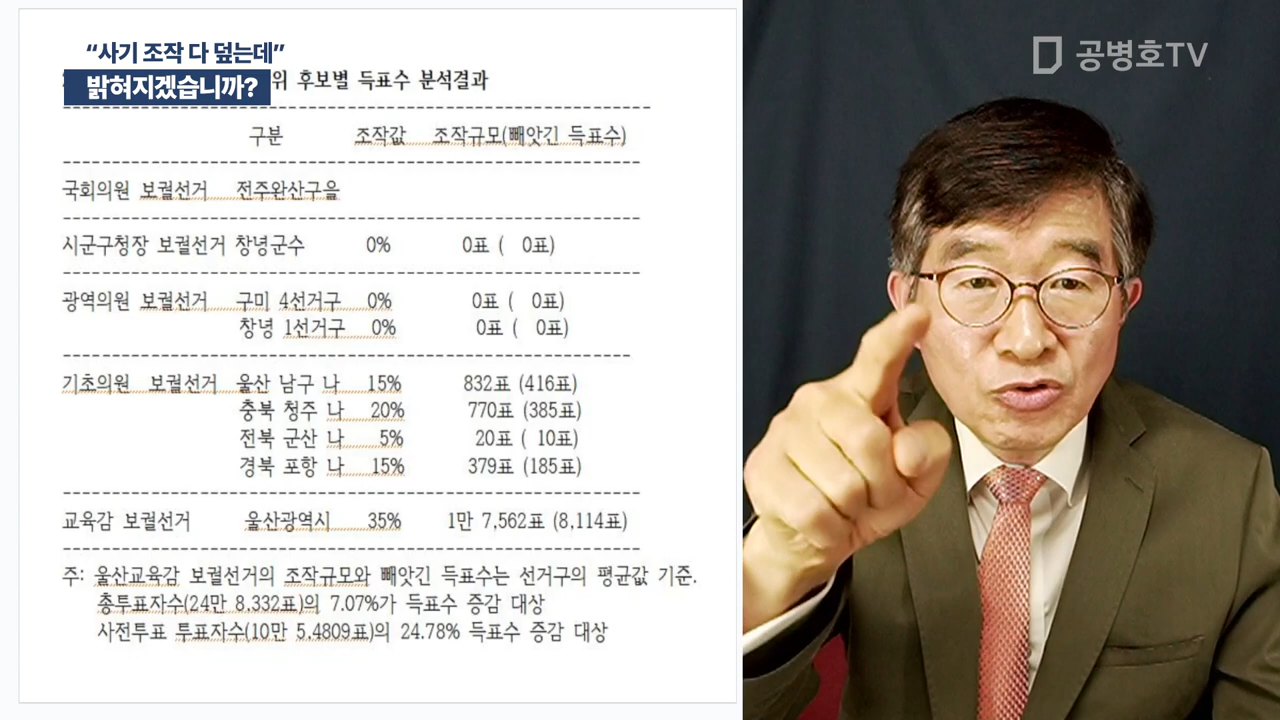 “사기 조작 다 덮는데”
밝혀지겠습니까?
위 후보별 득표수 분석결과
구분 조작값 조작규모(빼앗긴 득표수)
국회의원 보궐선거 전주완산구을
시군구청장 보궐선거 창녕군수 0% 0표 ( 0표)
광역의원 보궐선거 구미 4선거구 0% 0표 ( 0표)
창녕 1선거구 0% 0표 ( 0표)
기초의원 보궐선거 울산 남구 나 15% 832표 (416표)
충북 청주 나 20% 770표 (385표)
전북 군산 나 5% 20표 ( 10표)
경북 포항 나 15% 379표 (185표)
교육감 보궐선거 울산광역시 35% 1만 7,562표 (8,114표)
주: 울산교육감 보궐선거의 조작규모와 빼앗긴 득표수는 선거구의 평균값 기준.
총투표자수(24만 8,332표)의 7.07%가 득표수 증감 대상
사전투표 투표자수(10만 5,4809표)의 24.78% 득표수 증감 대상
공병호TV